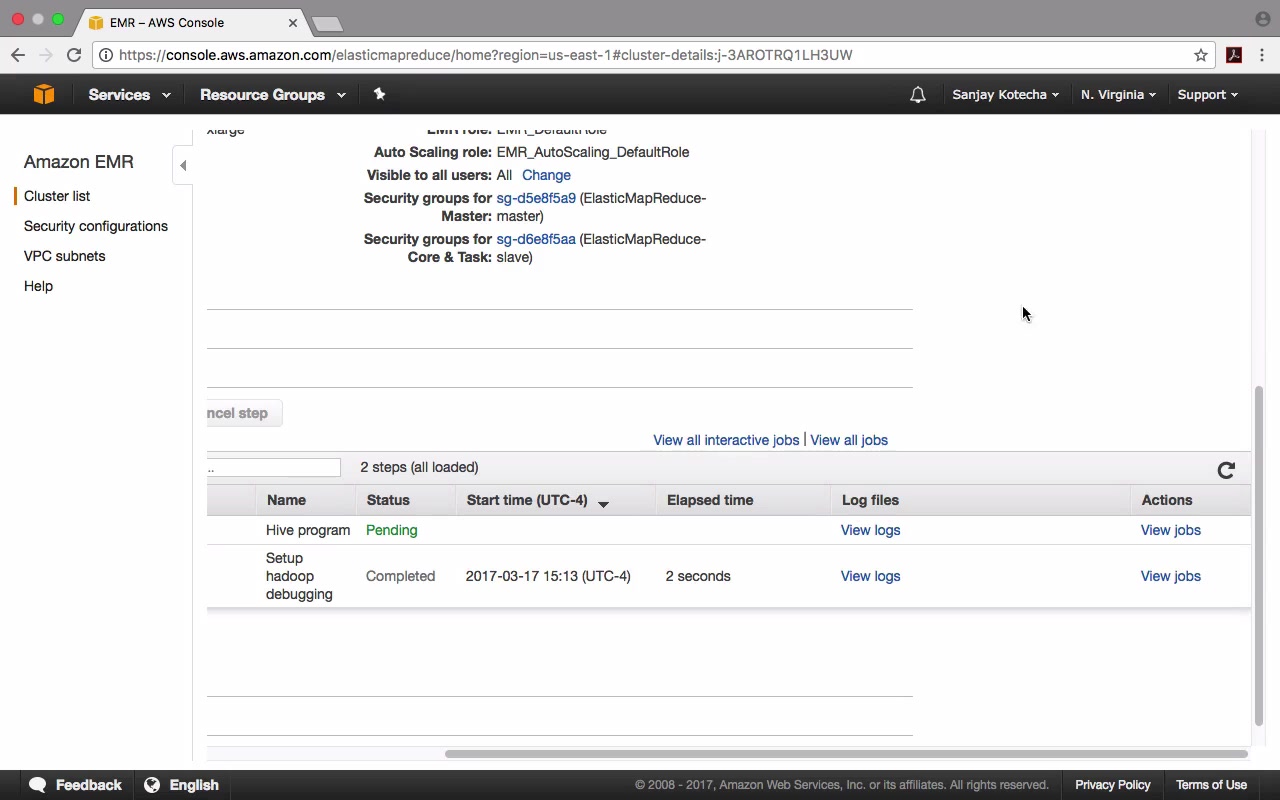 EMR – AWS Console
https://console.aws.amazon.com/elasticmapreduce/home?region=us-east-1#cluster-details:j-3AROTRQ1LH3UW
Services
Resource Groups
Sanjay Kotecha
N. Virginia
Support
Amazon EMR
Cluster list
Security configurations
VPC subnets
Help
xlarge
EMR role: EMR_DefaultRole
Auto Scaling role: EMR_AutoScaling_DefaultRole
Visible to all users: All Change
Security groups for Master: sg-d5e8f5a9 (ElasticMapReduce-master)
Security groups for Core & Task: sg-d6e8f5aa (ElasticMapReduce-slave)
ncel step
View all interactive jobs | View all jobs
.. 2 steps (all loaded)
Name Status Start time (UTC-4) Elapsed time Log files Actions
Hive program Pending View logs View jobs
Setup hadoop debugging Completed 2017-03-17 15:13 (UTC-4) 2 seconds View logs View jobs
Feedback English © 2008 - 2017, Amazon Web Services, Inc. or its affiliates. All rights reserved. Privacy Policy Terms of Use